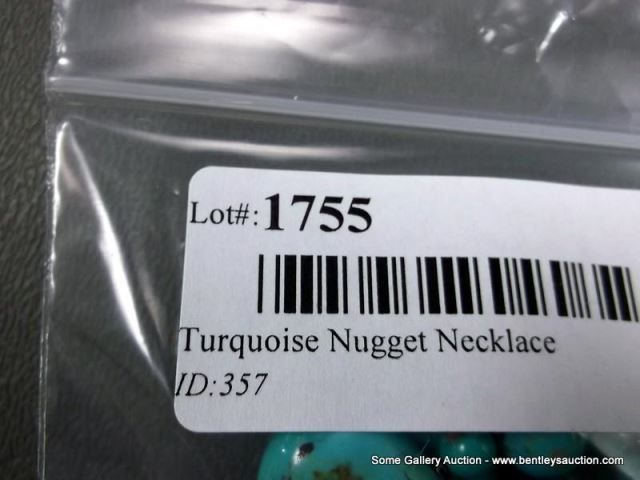 Lot#:1755
Turquoise Nugget Necklace
ID:357
Some Gallery Auction - www.bentleysauction.com